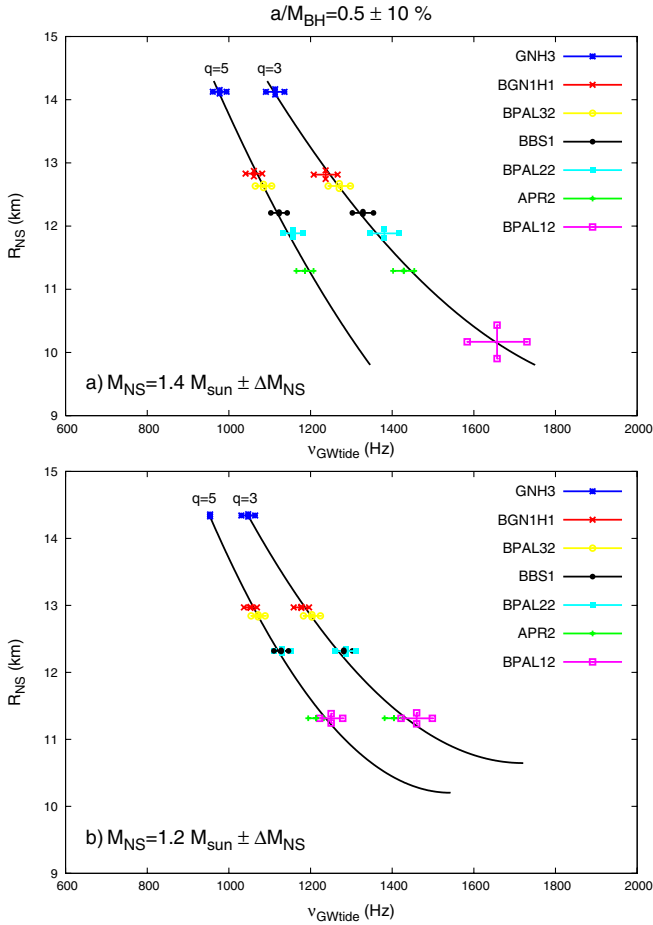 a/M_BH=0.5 ± 10 %
15
14
13
12
11
10
9
R_NS (km)
q=5
q=3
GNH3
BGN1H1
BPAL32
BBS1
BPAL22
APR2
BPAL12
a) M_NS=1.4 M_sun ± ΔM_NS
600 800 1000 1200 1400 1600 1800 2000
ν_GWtide (Hz)
15
14
13
12
11
10
9
R_NS (km)
q=5
q=3
GNH3
BGN1H1
BPAL32
BBS1
BPAL22
APR2
BPAL12
b) M_NS=1.2 M_sun ± ΔM_NS
600 800 1000 1200 1400 1600 1800 2000
ν_GWtide (Hz)